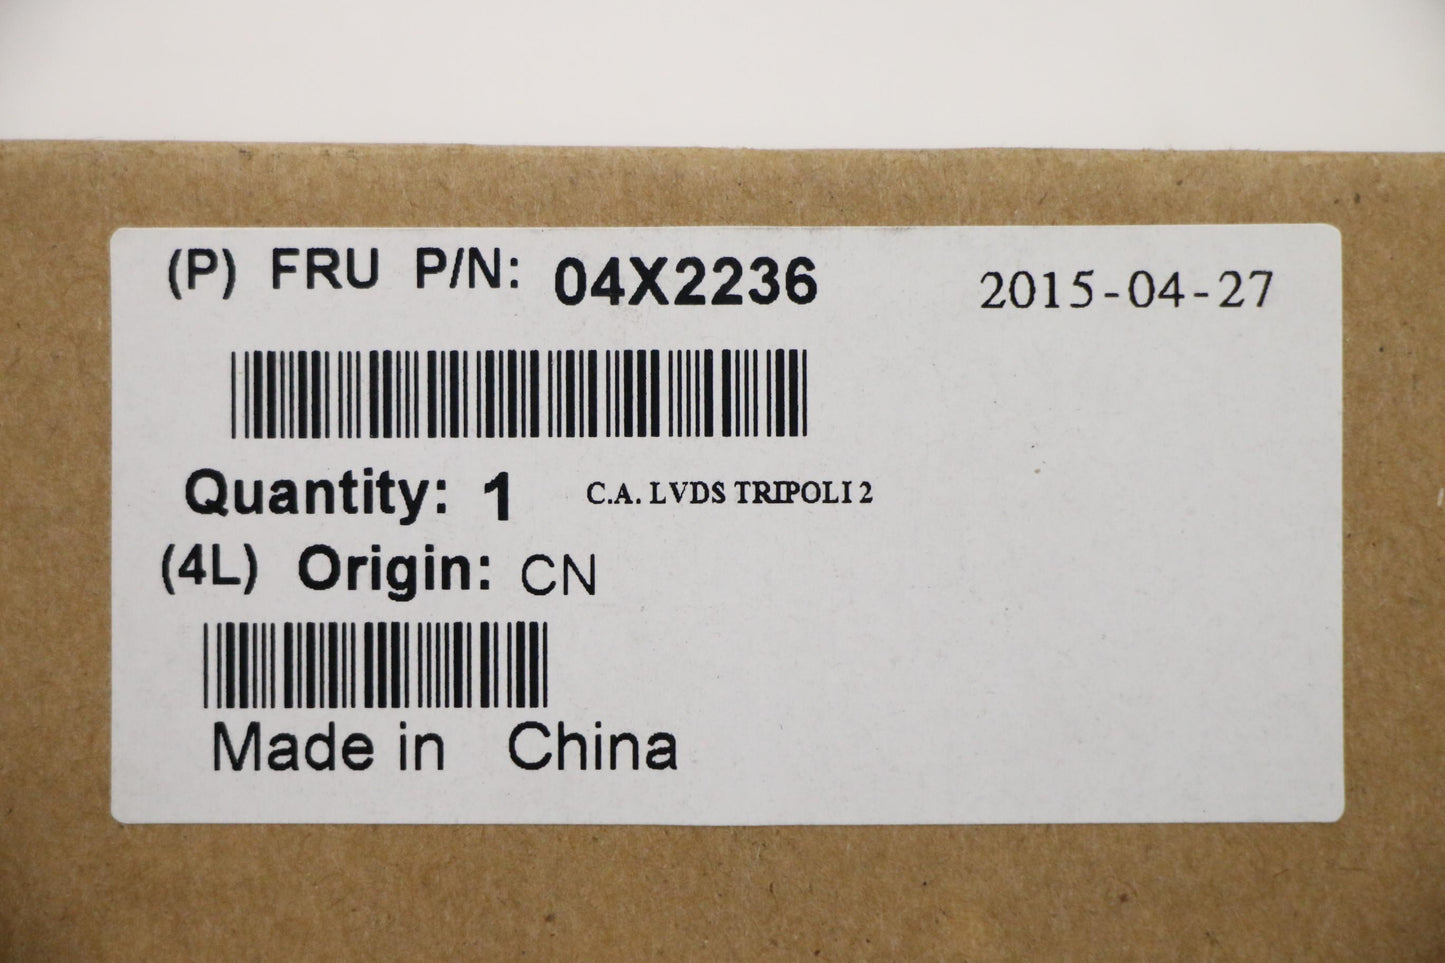 (P) FRU P/N: 04X2236 2015-04-27
Quantity: 1 C.A. LVDS TRIPOLI 2
(4L) Origin: CN
Made in China